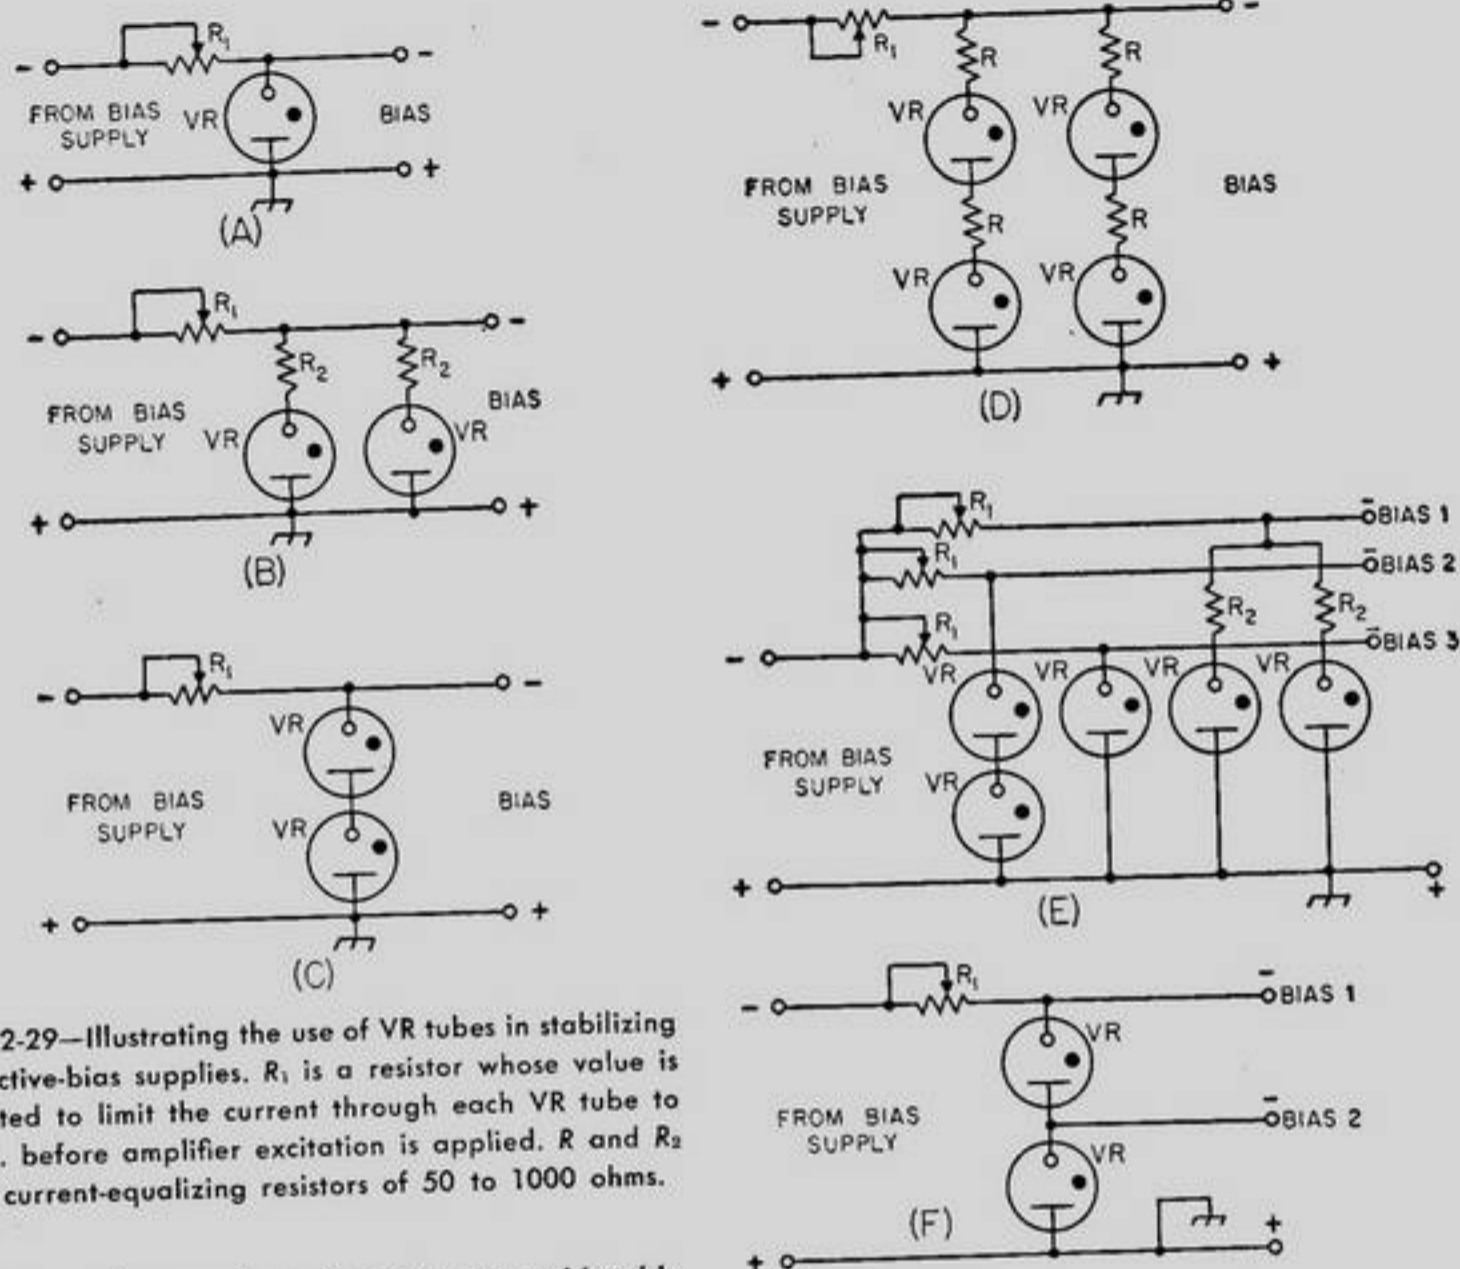 R₁
FROM BIAS SUPPLY
VR
BIAS
(A)
R₁
R₂
R₂
FROM BIAS SUPPLY
VR
VR
BIAS
(B)
R₁
VR
FROM BIAS SUPPLY
VR
BIAS
(C)
2-29—Illustrating the use of VR tubes in stabilizing
supplies. R₁ is a resistor whose value is
to limit the current through each VR tube to
before amplifier excitation is applied. R and R₂
current-equalizing resistors of 50 to 1000 ohms.
R₁
R
R
VR
VR
FROM BIAS SUPPLY
BIAS
R
R
VR
VR
(D)
R₁
BIAS 1
R₁
BIAS 2
R₂
R₂
R₁
BIAS 3
VR
VR
VR
VR
FROM BIAS SUPPLY
VR
(E)
R₁
BIAS 1
VR
FROM BIAS SUPPLY
BIAS 2
VR
(F)